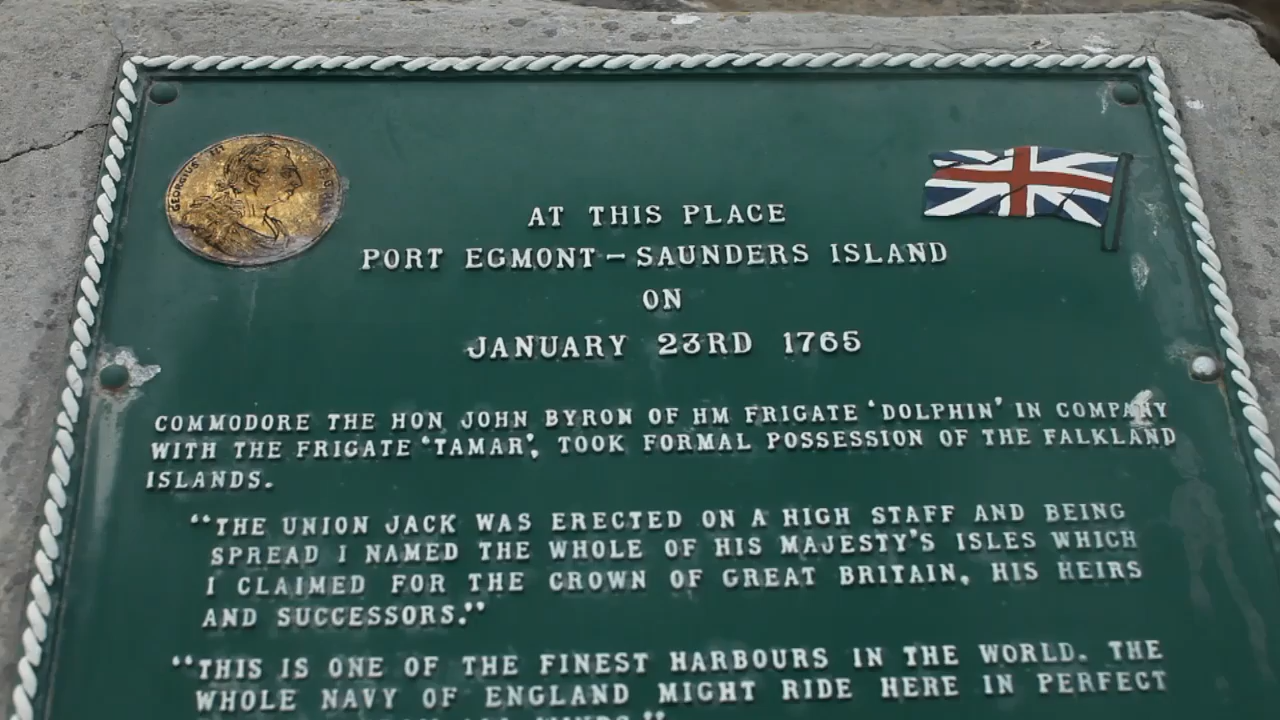 GEORGIUS III
AT THIS PLACE
PORT EGMONT – SAUNDERS ISLAND
ON
JANUARY 23RD 1765
COMMODORE THE HON JOHN BYRON OF HM FRIGATE 'DOLPHIN' IN COMPANY
WITH THE FRIGATE 'TAMAR', TOOK FORMAL POSSESSION OF THE FALKLAND
ISLANDS.
"THE UNION JACK WAS ERECTED ON A HIGH STAFF AND BEING
SPREAD I NAMED THE WHOLE OF HIS MAJESTY'S ISLES WHICH
I CLAIMED FOR THE CROWN OF GREAT BRITAIN, HIS HEIRS
AND SUCCESSORS."
"THIS IS ONE OF THE FINEST HARBOURS IN THE WORLD. THE
WHOLE NAVY OF ENGLAND MIGHT RIDE HERE IN PERFECT